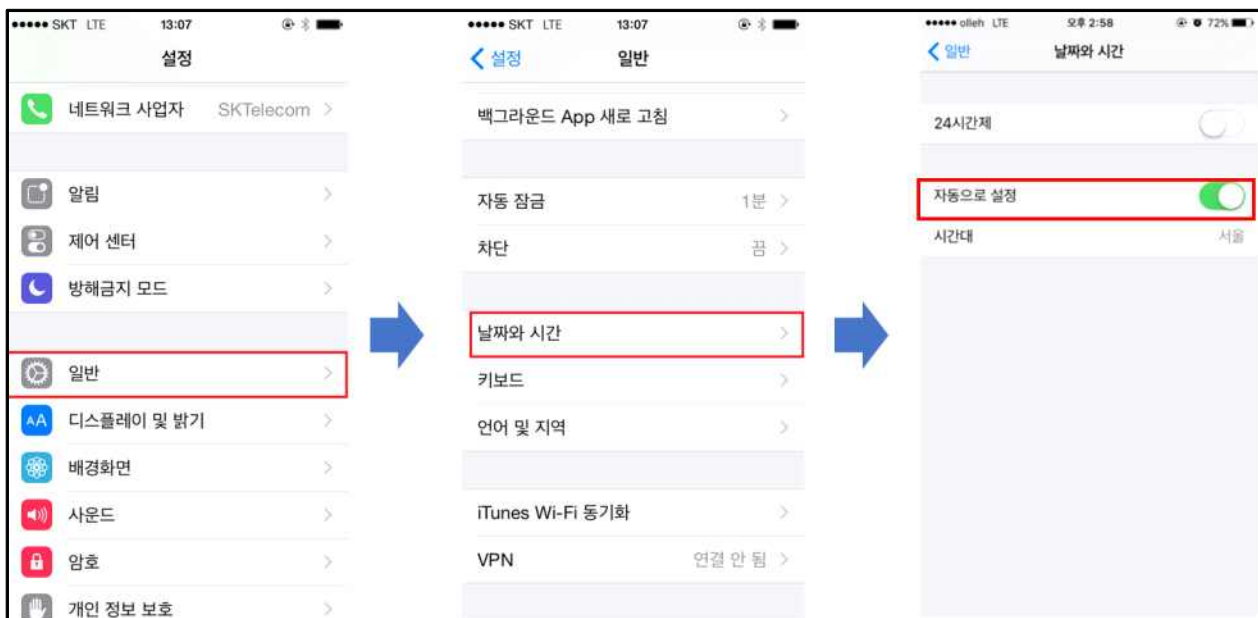 SKT LTE 13:07
설정
네트워크 사업자 SKTelecom
알림
제어 센터
방해금지 모드
일반
AA 디스플레이 및 밝기
배경화면
사운드
암호
개인 정보 보호
SKT LTE 13:07
설정 일반
백그라운드 App 새로 고침
자동 잠금 1분
차단 끔
날짜와 시간
키보드
언어 및 지역
iTunes Wi-Fi 동기화
VPN 연결 안 됨
olleh LTE 오후 2:58 72%
일반 날짜와 시간
24시간제
자동으로 설정
시간대 서울